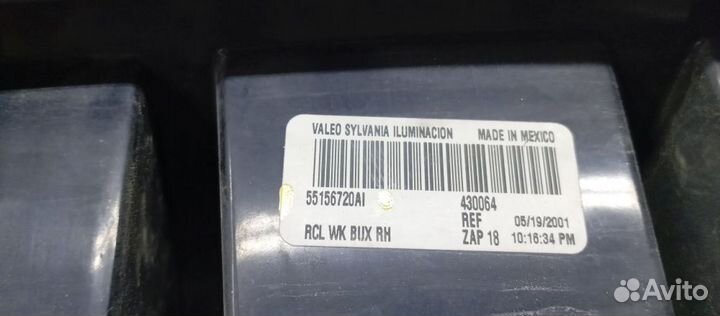 VALEO SYLVANIA ILUMINACION MADE IN MEXICO
55156720AI 430064
REF 05/19/2001
RCL WK BUX RH ZAP 18 10:16:34 PM
Avito